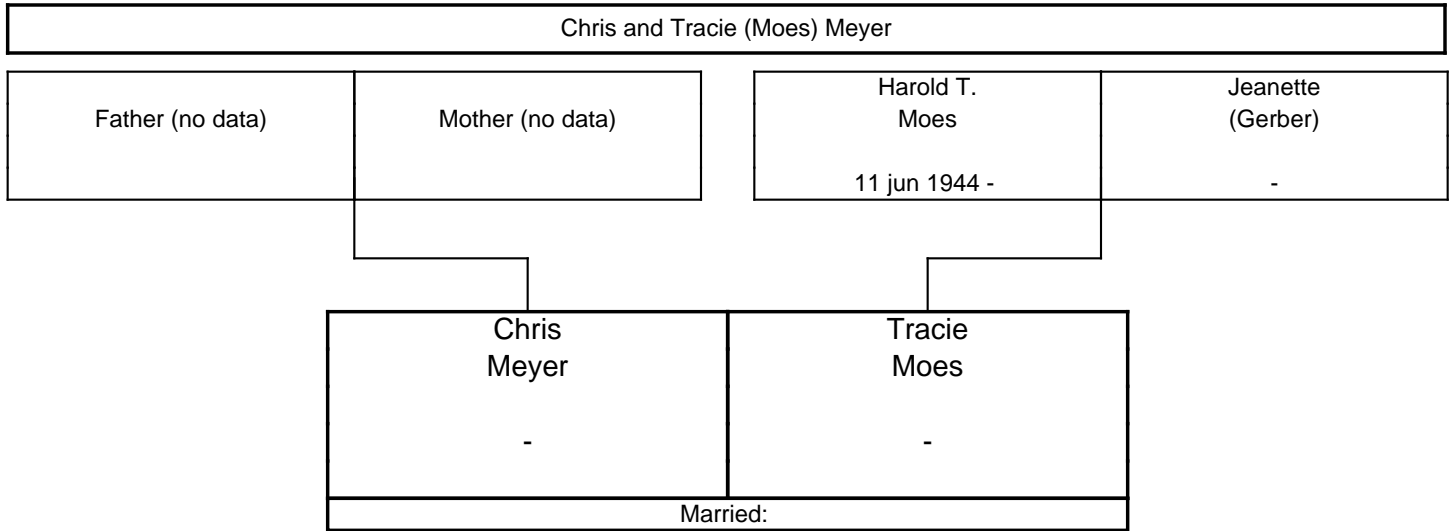 Chris and Tracie (Moes) Meyer
Father (no data)
Mother (no data)
Harold T.
Moes
11 jun 1944 -
Jeanette
(Gerber)
-
Chris
Meyer
-
Tracie
Moes
-
Married: